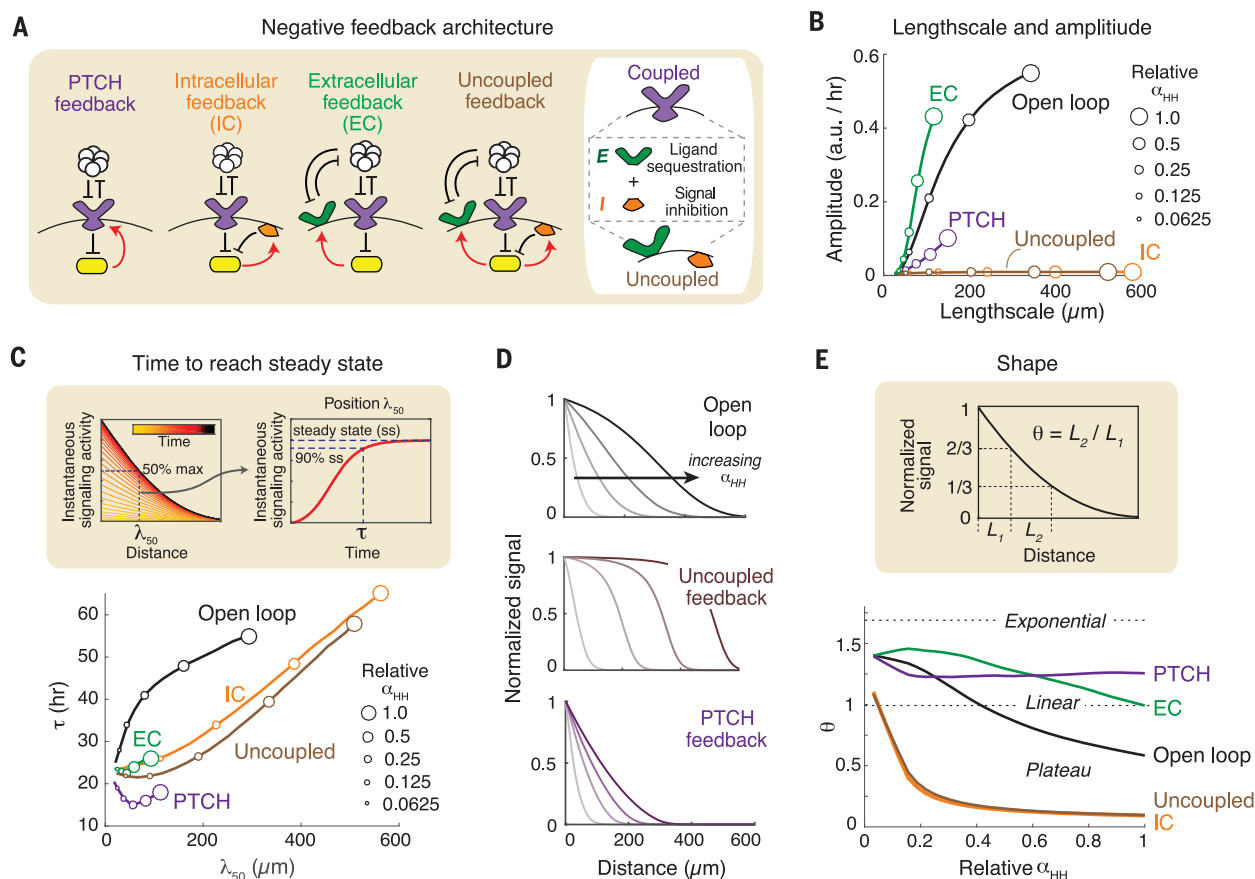 A
Negative feedback architecture
PTCH
feedback
Intracellular
feedback
(IC)
Extracellular
feedback
(EC)
Uncoupled
feedback
Coupled
E
Ligand
sequestration
+
I
Signal
inhibition
Uncoupled
B
Lengthscale and amplitiude
Amplitude (a.u. / hr)
0.6
0.4
0.2
0
EC
Open loop
PTCH
Uncoupled
IC
0
200
400
600
Lengthscale (µm)
Relative
αHH
1.0
0.5
0.25
0.125
0.0625
C
Time to reach steady state
Instantaneous
signaling activity
Time
50% max
λ50
Distance
Position λ50
Instantaneous
signaling activity
steady state (ss)
90% ss
τ
Time
τ (hr)
65
60
50
40
30
20
10
Open loop
IC
EC
Uncoupled
PTCH
0
200
400
600
λ50 (µm)
Relative
αHH
1.0
0.5
0.25
0.125
0.0625
D
Normalized signal
1
0.5
0
Open
loop
increasing
αHH
1
0.5
0
Uncoupled
feedback
1
0.5
0
PTCH
feedback
0
200
400
600
Distance (µm)
E
Shape
Normalized
signal
1
2/3
1/3
0
θ = L2 / L1
L1
L2
Distance
θ
1.5
1
0.5
0
Exponential
Linear
Plateau
PTCH
EC
Open loop
Uncoupled
IC
0
0.2
0.4
0.6
0.8
1
Relative αHH